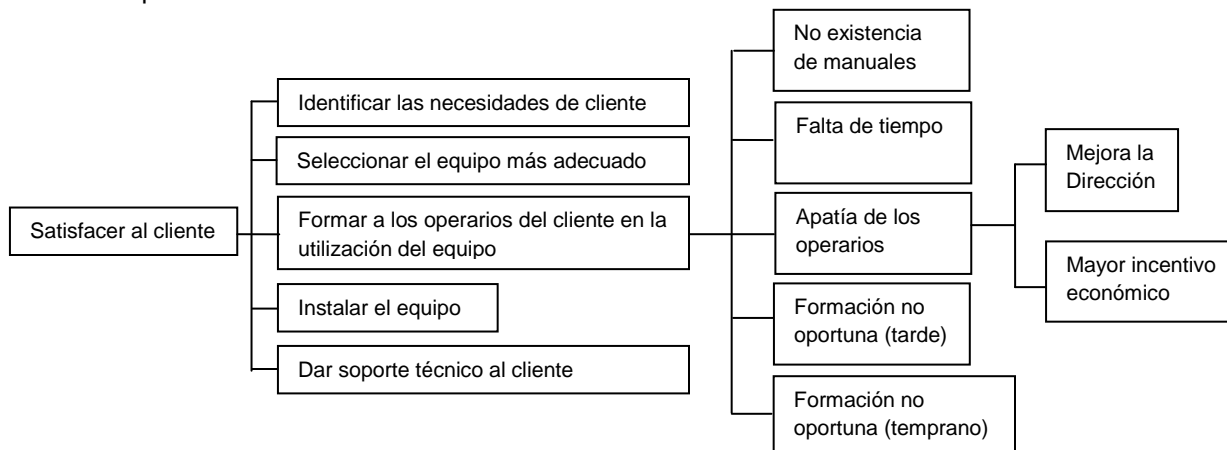 Satisfacer al cliente
Identificar las necesidades de cliente
Seleccionar el equipo más adecuado
Formar a los operarios del cliente en la
utilización del equipo
Instalar el equipo
Dar soporte técnico al cliente
No existencia
de manuales
Falta de tiempo
Apatía de los
operarios
Formación no
oportuna (tarde)
Formación no
oportuna (temprano)
Mejora la
Dirección
Mayor incentivo
económico